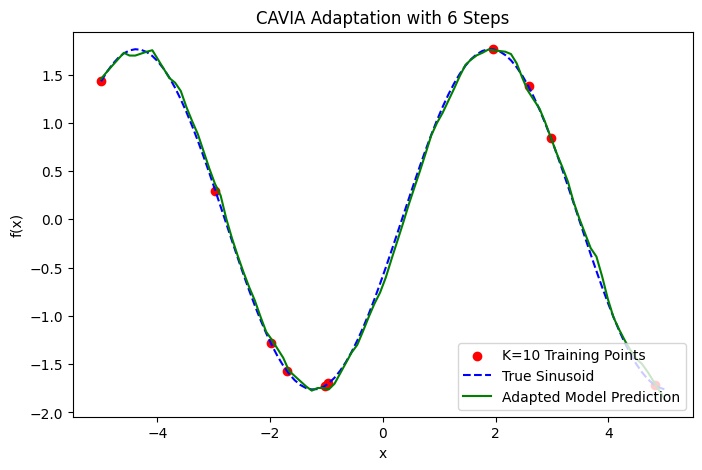 CAVIA Adaptation with 6 Steps
f(x)
1.5
1.0
0.5
0.0
−0.5
−1.0
−1.5
−2.0
−4
−2
0
2
4
x
K=10 Training Points
True Sinusoid
Adapted Model Prediction